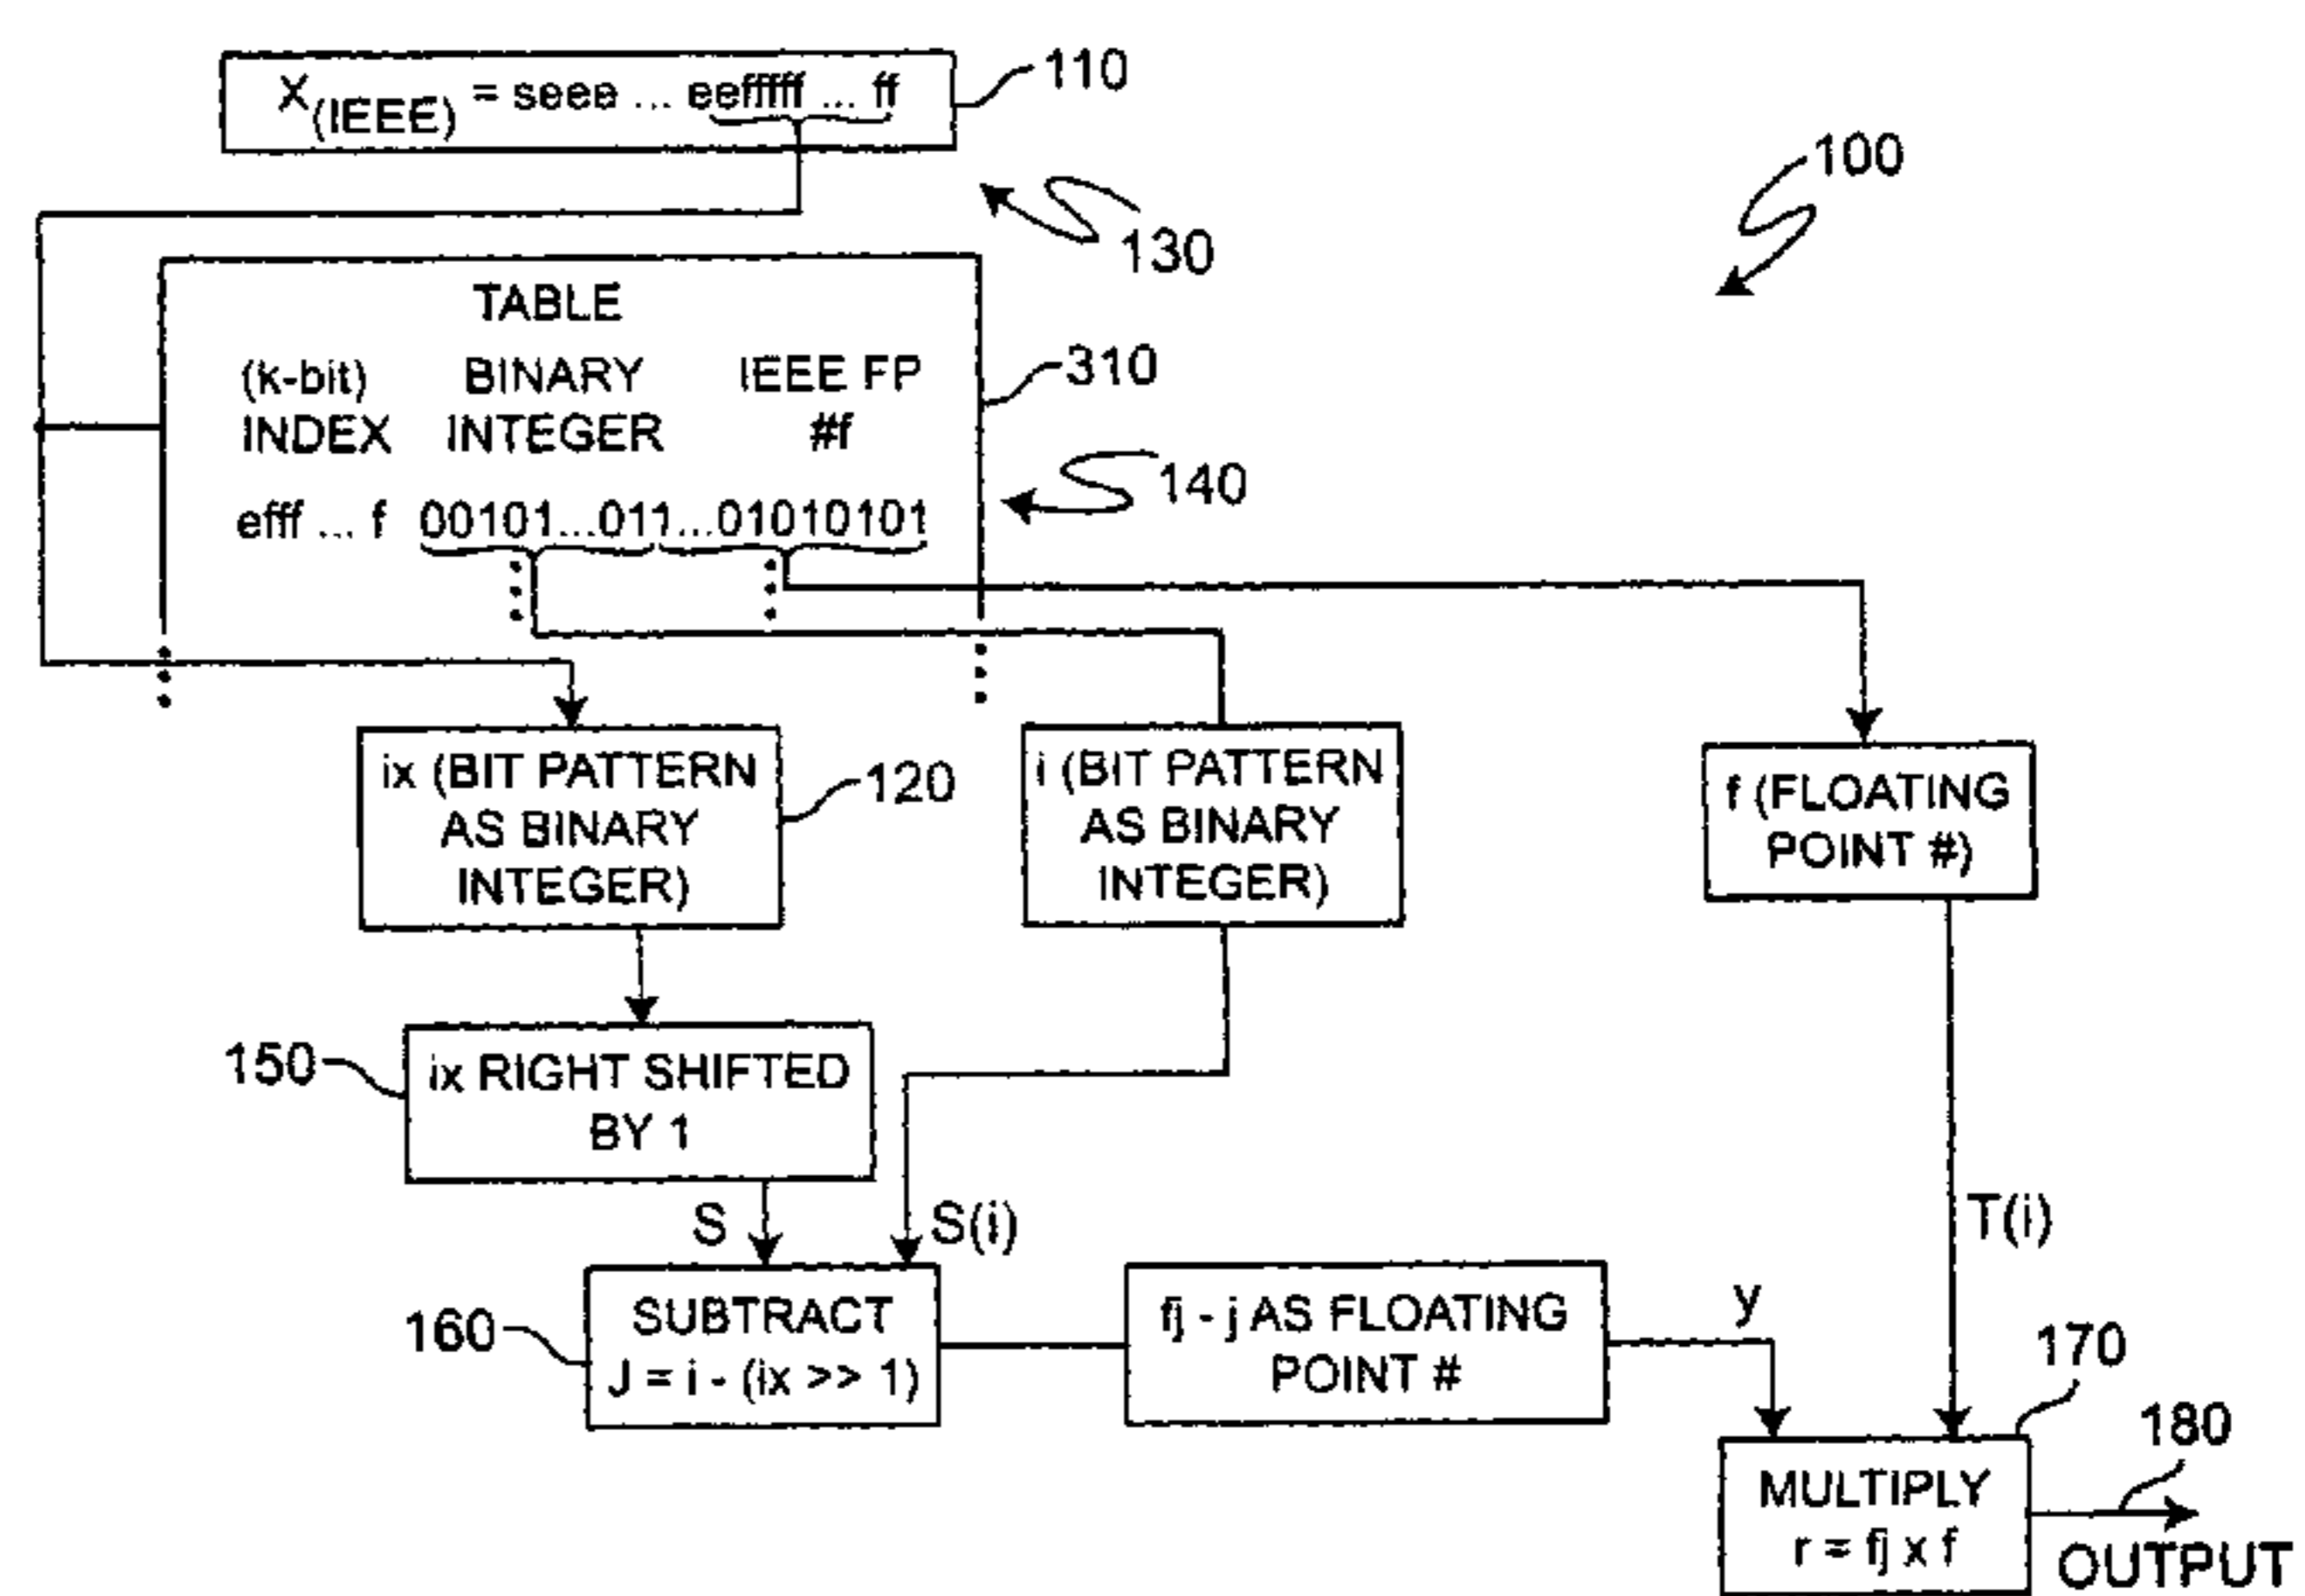 X(IEEE) = seee ... eefffff ... ff
110
100
130
TABLE
(k-bit) BINARY IEEE FP
INDEX INTEGER #f
310
140
efff ... f 00101...011...01010101
ix (BIT PATTERN
AS BINARY
INTEGER)
120
i (BIT PATTERN
AS BINARY
INTEGER)
f (FLOATING
POINT #)
150
ix RIGHT SHIFTED
BY 1
S
S(i)
T(i)
160
SUBTRACT
J = i - (ix >> 1)
fj - j AS FLOATING
POINT #
y
170
180
MULTIPLY
r = fj x f
OUTPUT